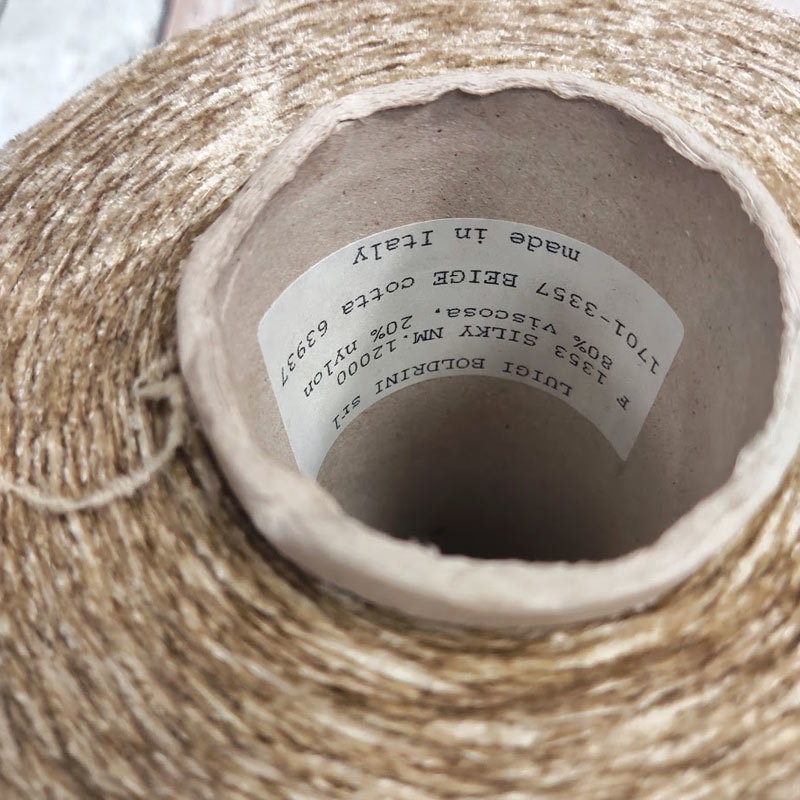 LUIGI BOLDRINI srl
F 1353 SILKY NM.12000
80% viscosa, 20% nylon
1701-3357 BEIGE cotta 63937
made in Italy